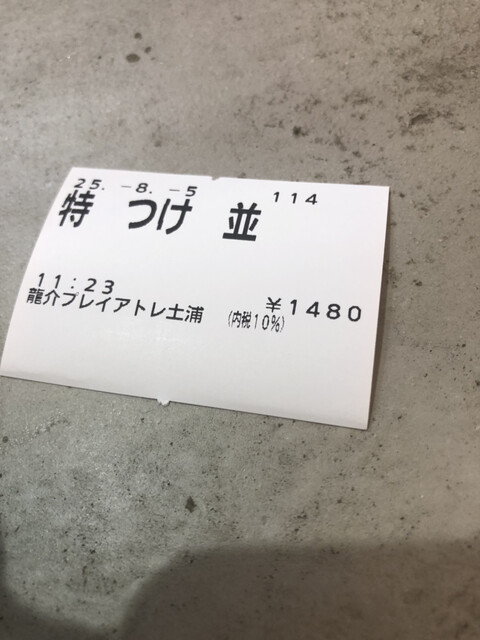 25.-8.-5 114
特 つけ 並
11:23
龍介プレイアトレ土浦 (内税10%) ¥1480